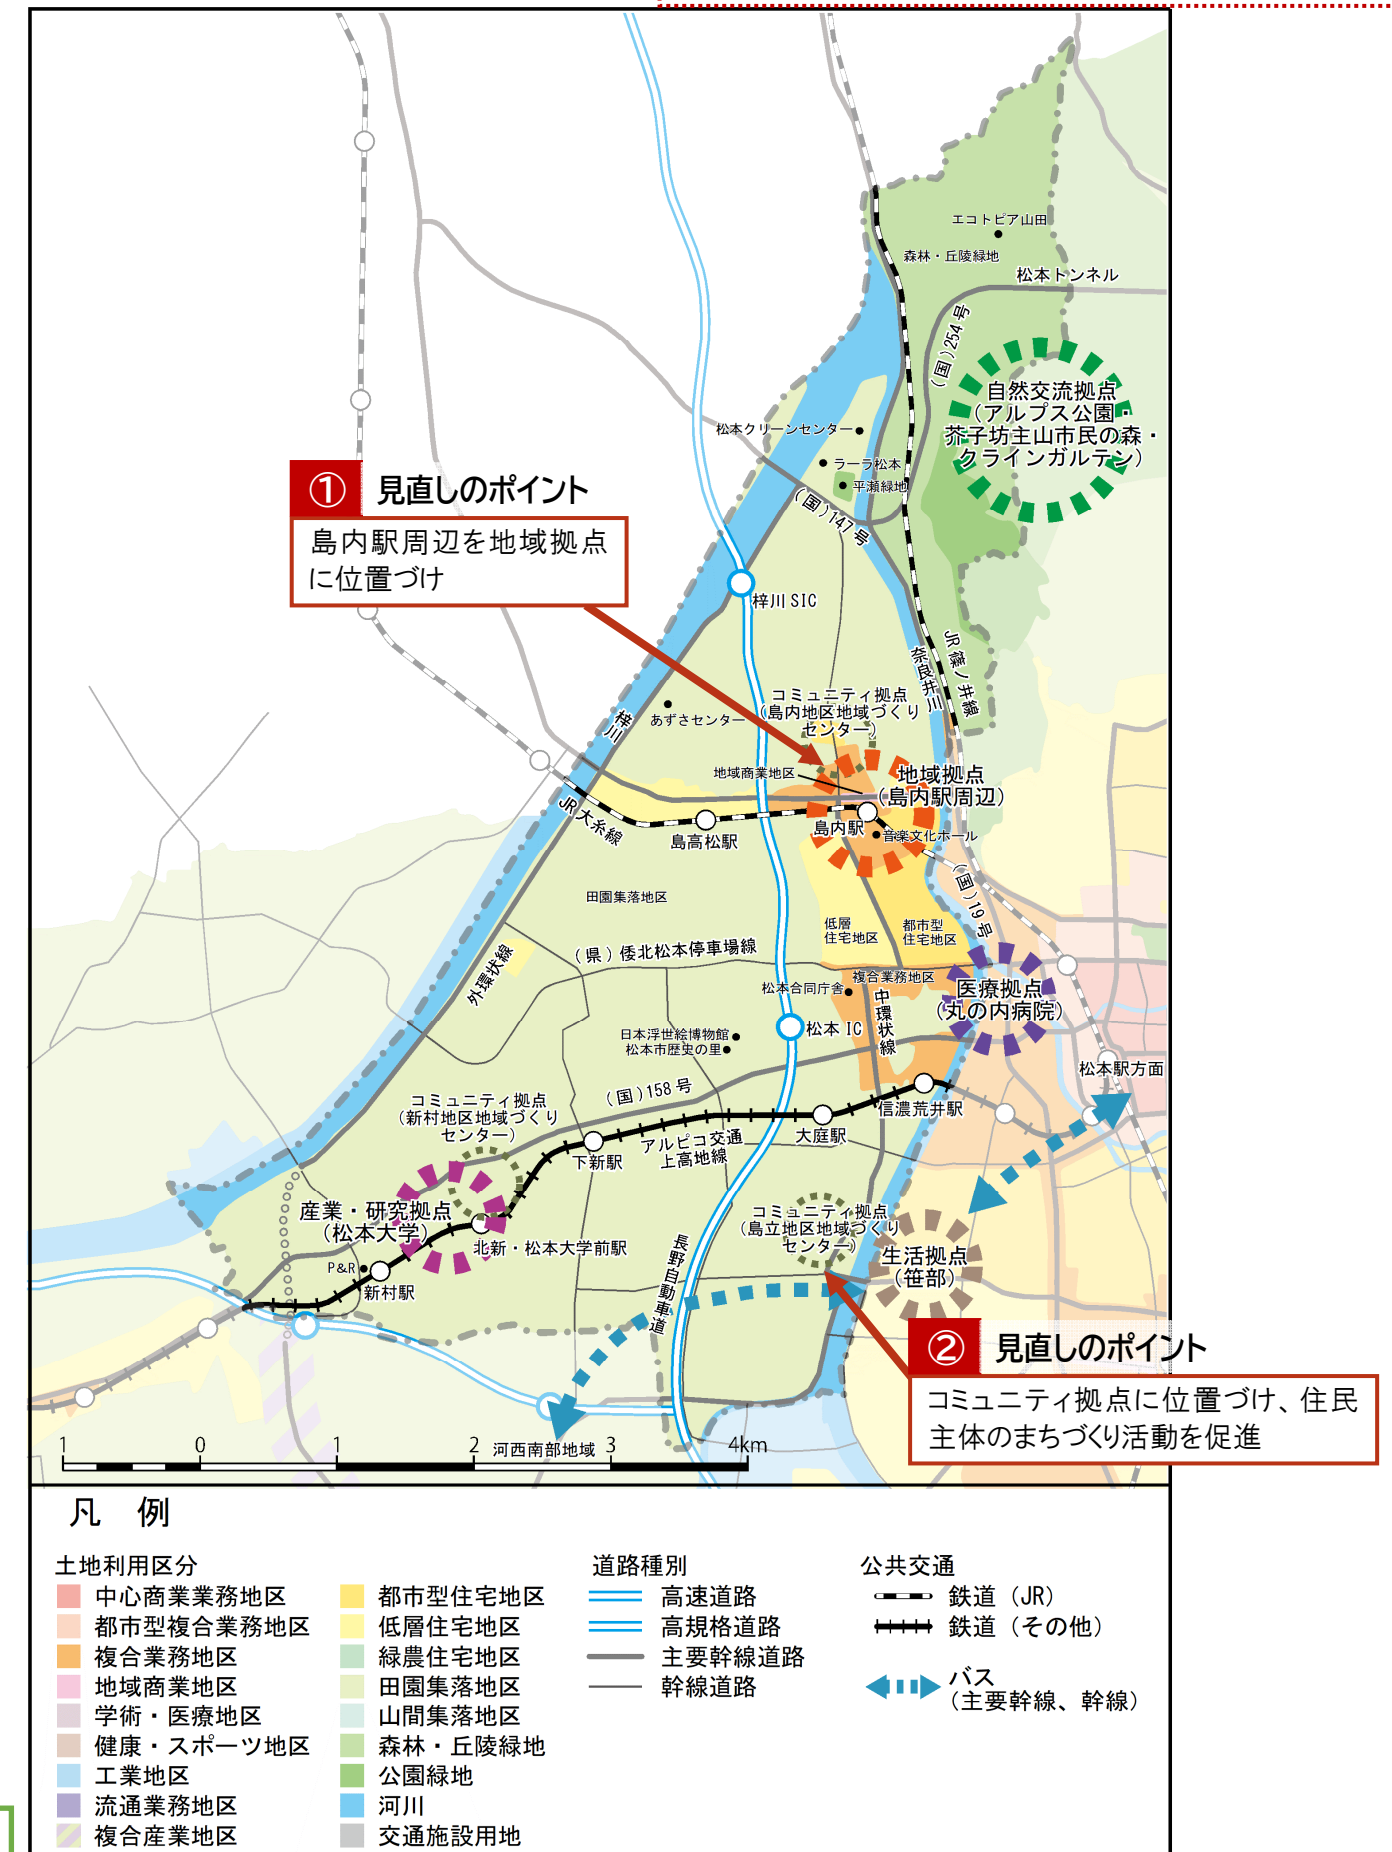 エコトピア山田
森林・丘陵緑地
松本トンネル
(国)254号
自然交流拠点
(アルプス公園・
芥子坊主山市民の森・
クラインガルテン)
松本クリーンセンター
ラーラ松本
平瀬緑地
(国)147号
① 見直しのポイント
島内駅周辺を地域拠点
に位置づけ
梓川SIC
JR篠ノ井線
奈良井川
コミュニティ拠点
(島内地区地域づくり
センター)
あずさセンター
梓川
地域商業地区
地域拠点
(島内駅周辺)
JR大糸線
島高松駅
島内駅
音楽文化ホール
田園集落地区
(国)19号
低層
住宅地区
都市型
住宅地区
(県)倭北松本停車場線
外環状線
複合業務地区
松本合同庁舎
中環状線
医療拠点
(丸の内病院)
松本IC
日本浮世絵博物館
松本市歴史の里
松本駅方面
(国)158号
コミュニティ拠点
(新村地区地域づくり
センター)
信濃荒井駅
大庭駅
アルピコ交通
上高地線
下新駅
産業・研究拠点
(松本大学)
コミュニティ拠点
(島立地区地域づくり
センター)
北新・松本大学前駅
長野自動車道
生活拠点
(笹部)
P&R
新村駅
② 見直しのポイント
コミュニティ拠点に位置づけ、住民
主体のまちづくり活動を促進
河西南部地域
1 0 1 2 3 4km
凡 例
土地利用区分
中心商業業務地区
都市型複合業務地区
複合業務地区
地域商業地区
学術・医療地区
健康・スポーツ地区
工業地区
流通業務地区
複合産業地区
都市型住宅地区
低層住宅地区
緑農住宅地区
田園集落地区
山間集落地区
森林・丘陵緑地
公園緑地
河川
交通施設用地
道路種別
高速道路
高規格道路
主要幹線道路
幹線道路
公共交通
鉄道(JR)
鉄道(その他)
バス
(主要幹線、幹線)